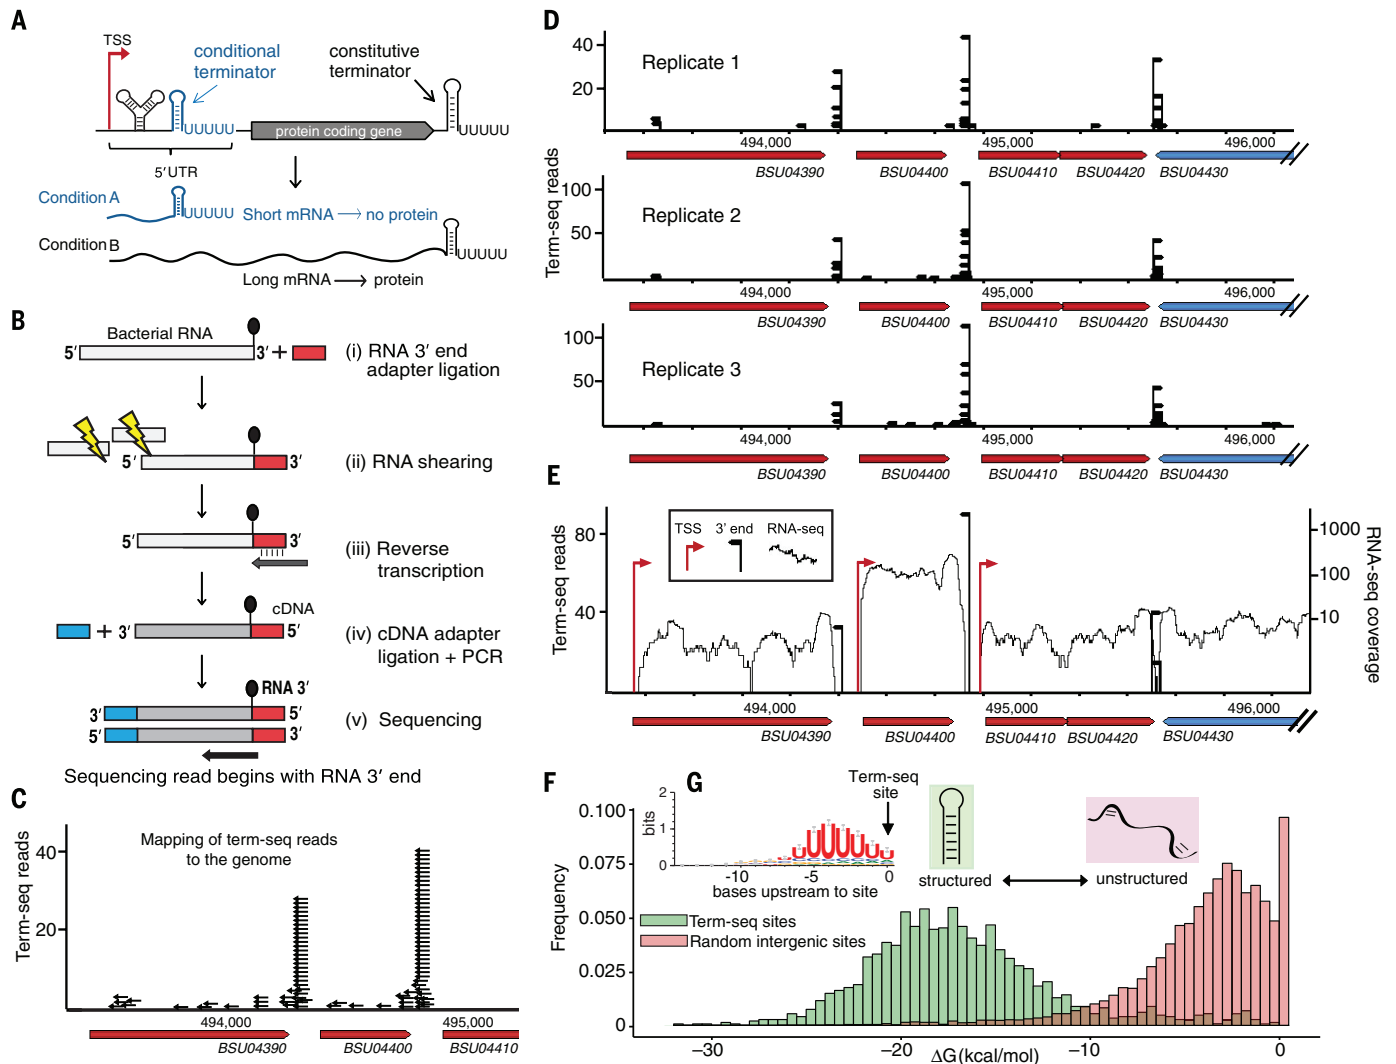 A
TSS
conditional
terminator
constitutive
terminator
UUUUU
protein coding gene
UUUUU
5′UTR
Condition A
UUUUU
Short mRNA → no protein
Condition B
UUUUU
Long mRNA → protein
B
Bacterial RNA
5′
3′
+
(i) RNA 3′ end
adapter ligation
5′
3′
(ii) RNA shearing
5′
3′
(iii) Reverse
transcription
cDNA
+ 3′
5′
(iv) cDNA adapter
ligation + PCR
RNA 3′
3′
5′
(v) Sequencing
5′
3′
Sequencing read begins with RNA 3′ end
C
Mapping of term-seq reads
to the genome
Term-seq reads
40
20
494,000
495,000
BSU04390
BSU04400
BSU04410
D
Term-seq reads
40
20
Replicate 1
494,000
495,000
496,000
BSU04390
BSU04400
BSU04410
BSU04420
BSU04430
100
50
Replicate 2
494,000
495,000
496,000
BSU04390
BSU04400
BSU04410
BSU04420
BSU04430
100
50
Replicate 3
494,000
495,000
496,000
BSU04390
BSU04400
BSU04410
BSU04420
BSU04430
E
Term-seq reads
80
40
TSS
3′ end
RNA-seq
1000
100
10
RNA-seq coverage
494,000
495,000
496,000
BSU04390
BSU04400
BSU04410
BSU04420
BSU04430
F
Frequency
0.100
0.075
0.050
0.025
0
G
bits
2
1
0
Term-seq
site
U U U U U U U
-10
-5
0
bases upstream to site
structured
unstructured
Term-seq sites
Random intergenic sites
−30
−20
−10
0
ΔG(kcal/mol)